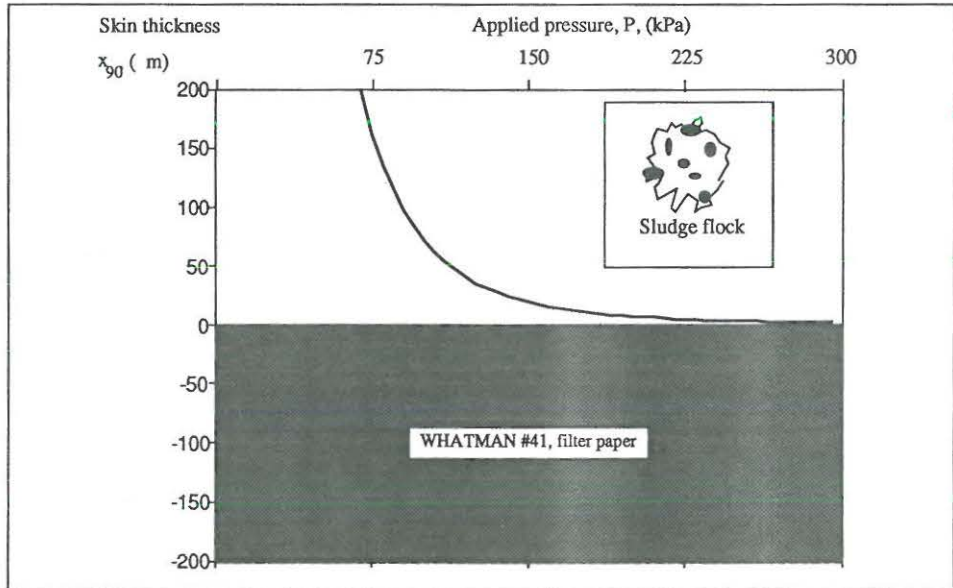 Skin thickness
Applied pressure, P, (kPa)
x90 ( m)
75
150
225
300
200
150
100
50
0
-50
-100
-150
-200
Sludge flock
WHATMAN #41, filter paper